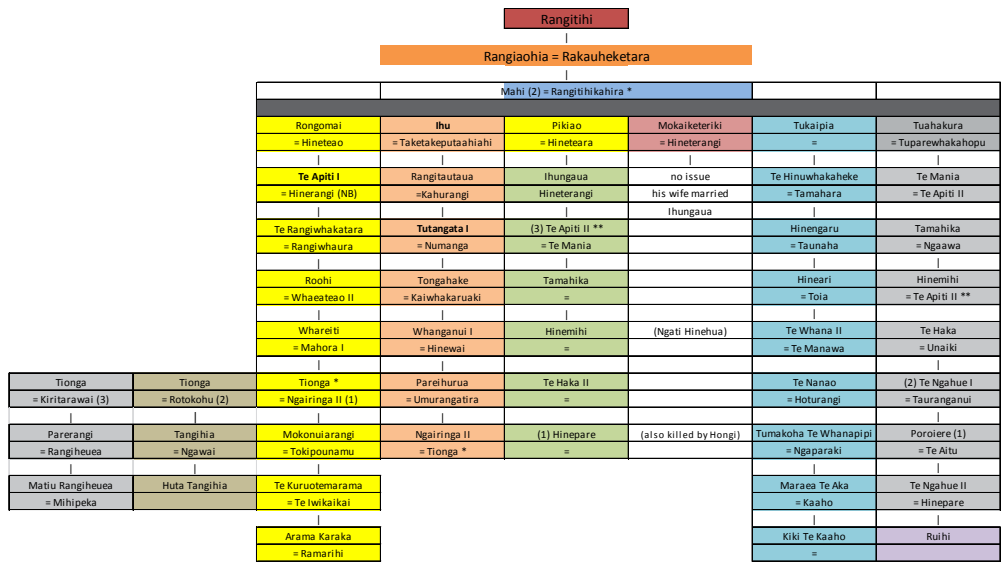 Rangitihi
|
Rangiaohia = Rakauheketara
|
Mahi (2) = Rangitihikahira *
Rongomai Ihu Pikiao Mokaiketeriki Tukaipia Tuahakura
= Hineteao = Taketakeputaahiahi = Hineteara = Hineterangi = = Tuparewhakahopu
| | | | | |
Te Apiti I Rangitautaua Ihungaua no issue Te Hinuwhakaheke Te Mania
= Hinerangi (NB) =Kahurangi Hineterangi his wife married = Tamahara = Te Apiti II
| | | Ihungaua | |
Te Rangiwhakatara Tutangata I (3) Te Apiti II ** Hinengaru Tamahika
= Rangiwhaura = Numanga = Te Mania = Taunaha = Ngaawa
| | | | |
Roohi Tongahake Tamahika Hineari Hinemihi
= Whaeateao II = Kaiwhakaruaki = = Toia = Te Apiti II **
| | | | |
Whareiti Whanganui I Hinemihi (Ngati Hinehua) Te Whana II Te Haka
= Mahora I = Hinewai = = Te Manawa = Unaiki
| | | | |
Tionga Tionga Tionga * Pareihurua Te Haka II Te Nanao (2) Te Ngahue I
= Kiritarawai (3) = Rotokohu (2) = Ngairinga II (1) = Umurangatira = = Hoturangi = Tauranganui
| | | | | | |
Parerangi Tangihia Mokonuiarangi Ngairinga II (1) Hinepare (also killed by Hongi) Tumakoha Te Whanapipi Poroiere (1)
= Rangiheuea = Ngawai = Tokipounamu = Tionga * = = Ngaparaki = Te Aitu
| | | | |
Matiu Rangiheuea Huta Tangihia Te Kuruotemarama Maraea Te Aka Te Ngahue II
= Mihipeka = Te Iwikaikai = Kaaho = Hinepare
| | |
Arama Karaka Kiki Te Kaaho Ruihi
= Ramarihi =